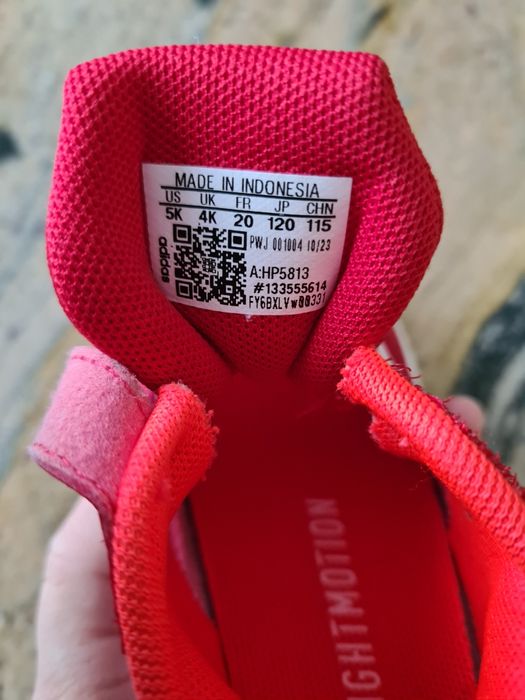 MADE IN INDONESIA
US UK FR JP CHN
5K 4K 20 120 115
PWJ 001004 10/23
adidas
A:HP5813
#133555614
IGHTMOTION